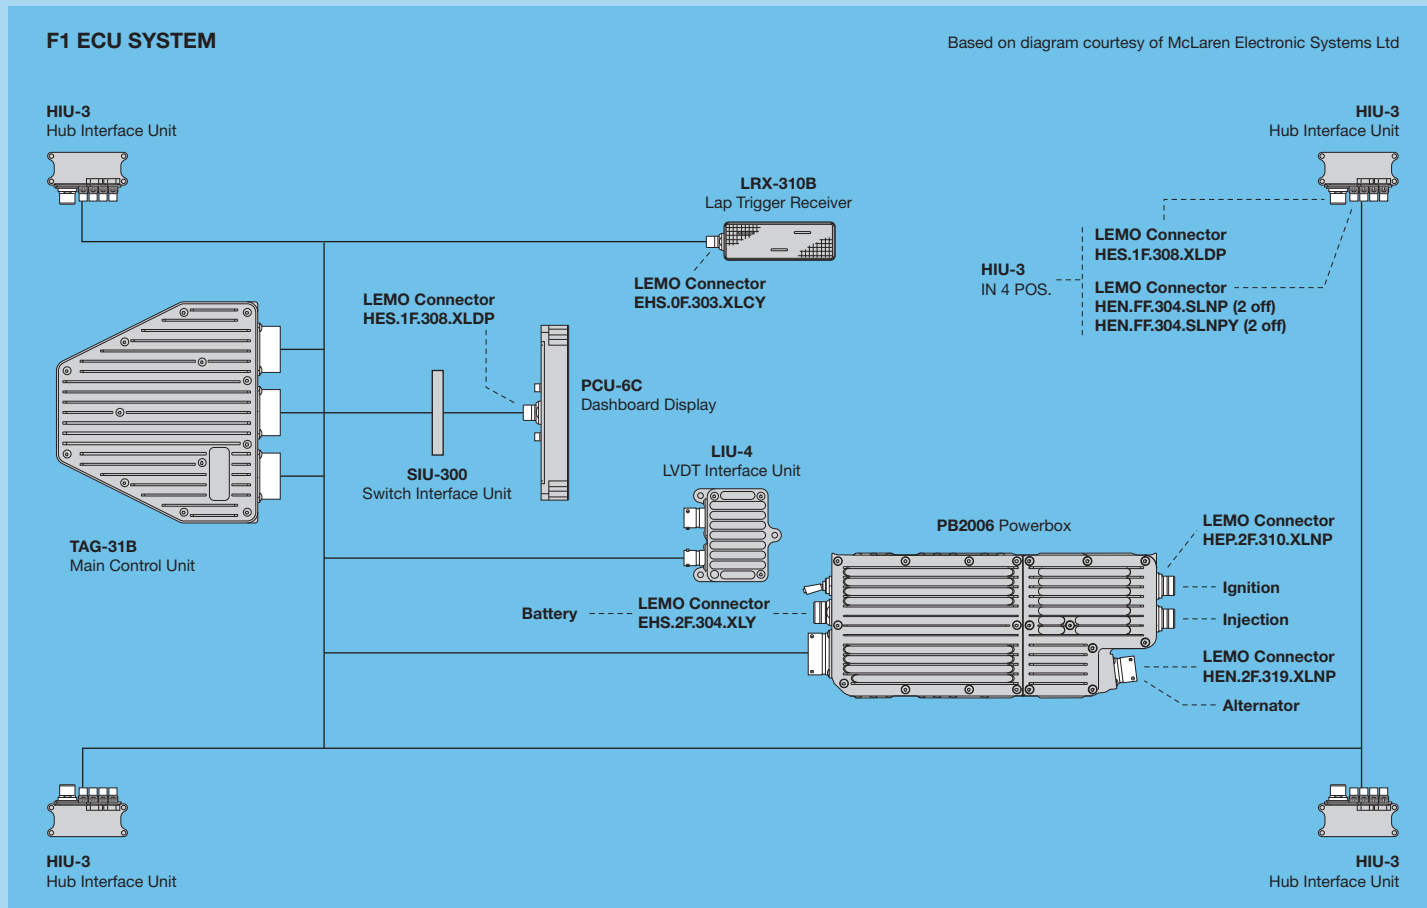 F1 ECU SYSTEM
Based on diagram courtesy of McLaren Electronic Systems Ltd
HIU-3
Hub Interface Unit
HIU-3
Hub Interface Unit
LRX-310B
Lap Trigger Receiver
LEMO Connector
EHS.0F.303.XLCY
HIU-3
IN 4 POS.
LEMO Connector
HES.1F.308.XLDP
LEMO Connector
HEN.FF.304.SLNP (2 off)
HEN.FF.304.SLNPY (2 off)
LEMO Connector
HES.1F.308.XLDP
PCU-6C
Dashboard Display
SIU-300
Switch Interface Unit
LIU-4
LVDT Interface Unit
TAG-31B
Main Control Unit
PB2006 Powerbox
LEMO Connector
HEP.2F.310.XLNP
Ignition
Injection
Battery
LEMO Connector
EHS.2F.304.XLY
LEMO Connector
HEN.2F.319.XLNP
Alternator
HIU-3
Hub Interface Unit
HIU-3
Hub Interface Unit